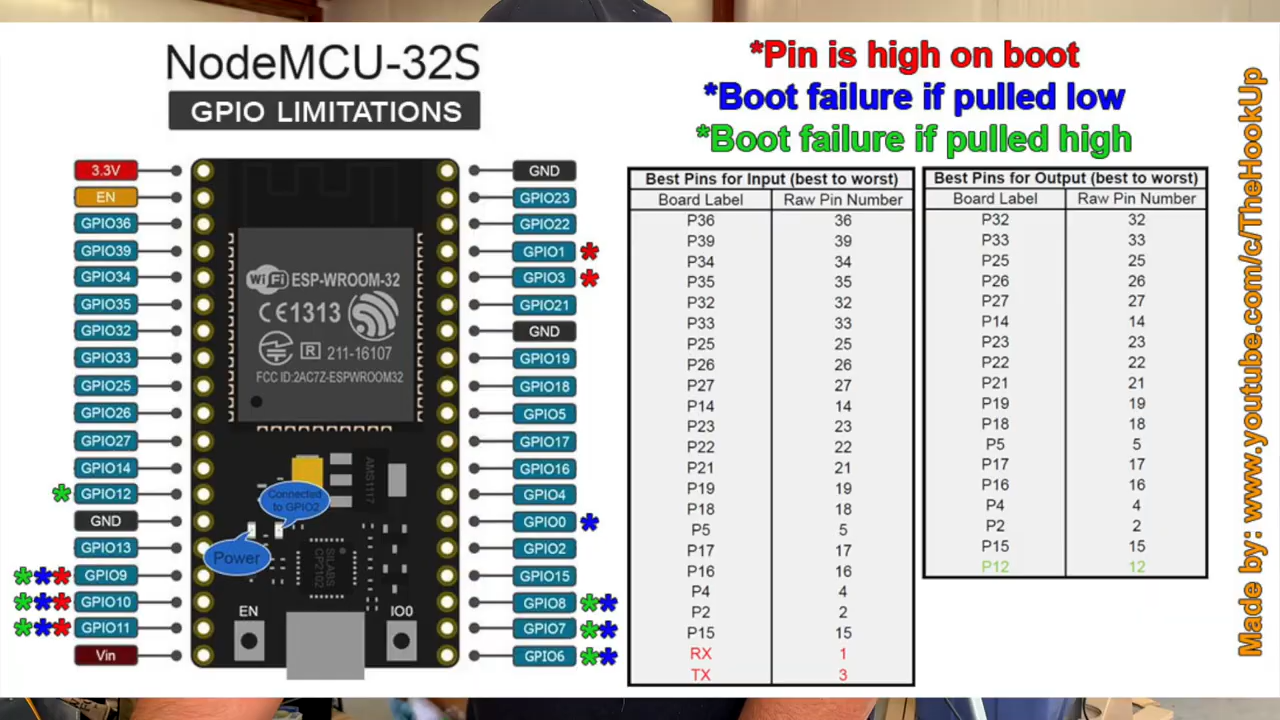 NodeMCU-32S
GPIO LIMITATIONS
*Pin is high on boot
*Boot failure if pulled low
*Boot failure if pulled high
3.3V
EN
GPIO36
GPIO39
GPIO34
GPIO35
GPIO32
GPIO33
GPIO25
GPIO26
GPIO27
GPIO14
* GPIO12
GND
GPIO13
*** GPIO9
*** GPIO10
*** GPIO11
Vin
WiFi ESP-WROOM-32
CE1313
R 211-16107
FCC ID:2AC7Z-ESPWROOM32
AMS1117
Connected
to GPIO2
Power
SILABS
CP2102
EN
IO0
GND
GPIO23
GPIO22
GPIO1 *
GPIO3 *
GPIO21
GND
GPIO19
GPIO18
GPIO5
GPIO17
GPIO16
GPIO4
GPIO0 *
GPIO2
GPIO15
GPIO8 **
GPIO7 **
GPIO6 **
Best Pins for Input (best to worst)
Board Label Raw Pin Number
P36 36
P39 39
P34 34
P35 35
P32 32
P33 33
P25 25
P26 26
P27 27
P14 14
P23 23
P22 22
P21 21
P19 19
P18 18
P5 5
P17 17
P16 16
P4 4
P2 2
P15 15
RX 1
TX 3
Best Pins for Output (best to worst)
Board Label Raw Pin Number
P32 32
P33 33
P25 25
P26 26
P27 27
P14 14
P23 23
P22 22
P21 21
P19 19
P18 18
P5 5
P17 17
P16 16
P4 4
P2 2
P15 15
P12 12
Made by: www.youtube.com/c/TheHookUp